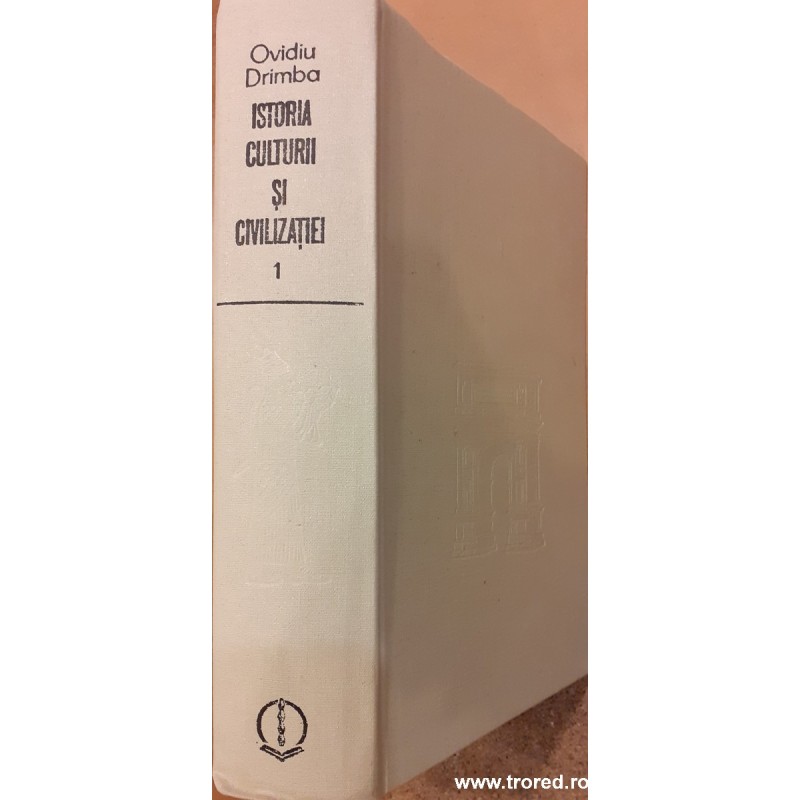 Ovidiu
Drimba
ISTORIA
CULTURII
ȘI
CIVILIZAȚIEI
1
www.trored.ro